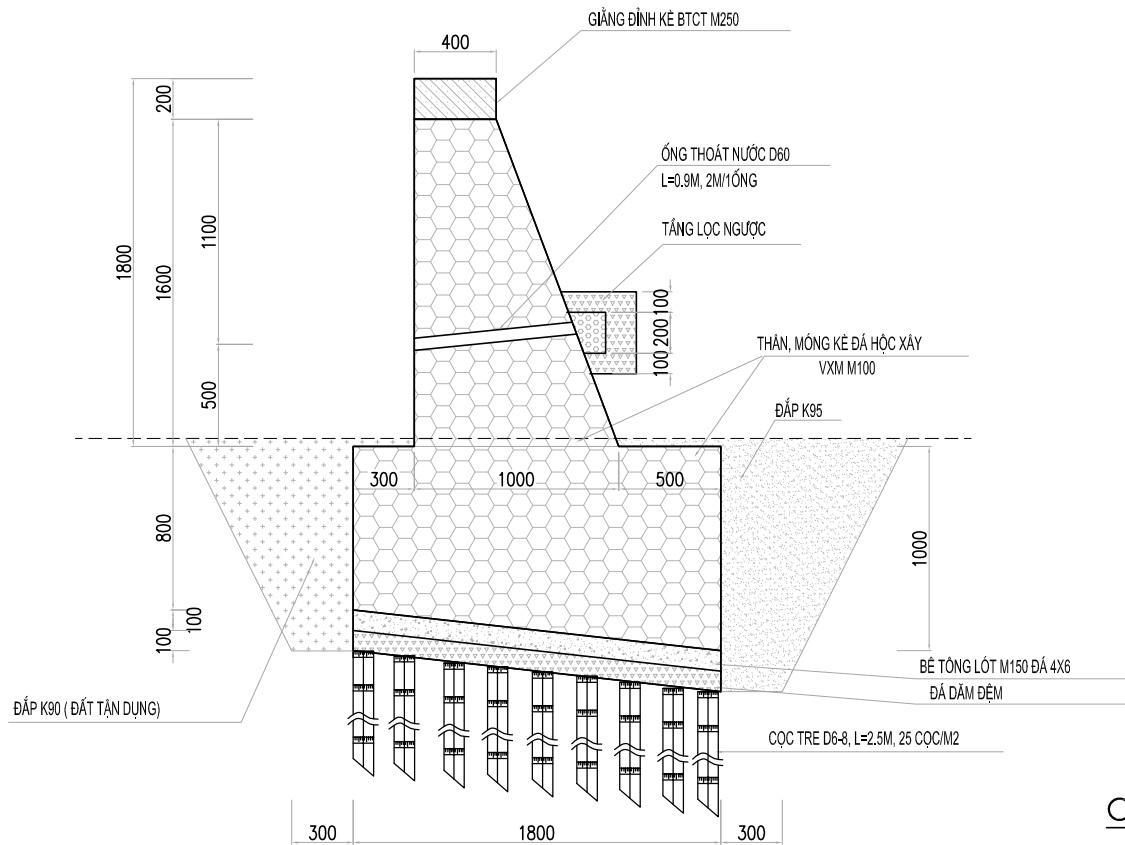 GIẰNG ĐỈNH KÈ BTCT M250
400
200
ỐNG THOÁT NƯỚC D60
L=0.9M, 2M/1ỐNG
TẦNG LỌC NGƯỢC
1800
1600
1100
500
100
200
100
THÂN, MÓNG KÈ ĐÁ HỘC XÂY
VXM M100
ĐẮP K95
300
1000
500
800
1000
100
100
BÊ TÔNG LÓT M150 ĐÁ 4X6
ĐÁ DĂM ĐỆM
ĐẮP K90 ( ĐẤT TẬN DỤNG)
CỌC TRE D6-8, L=2.5M, 25 CỌC/M2
C
300
1800
300